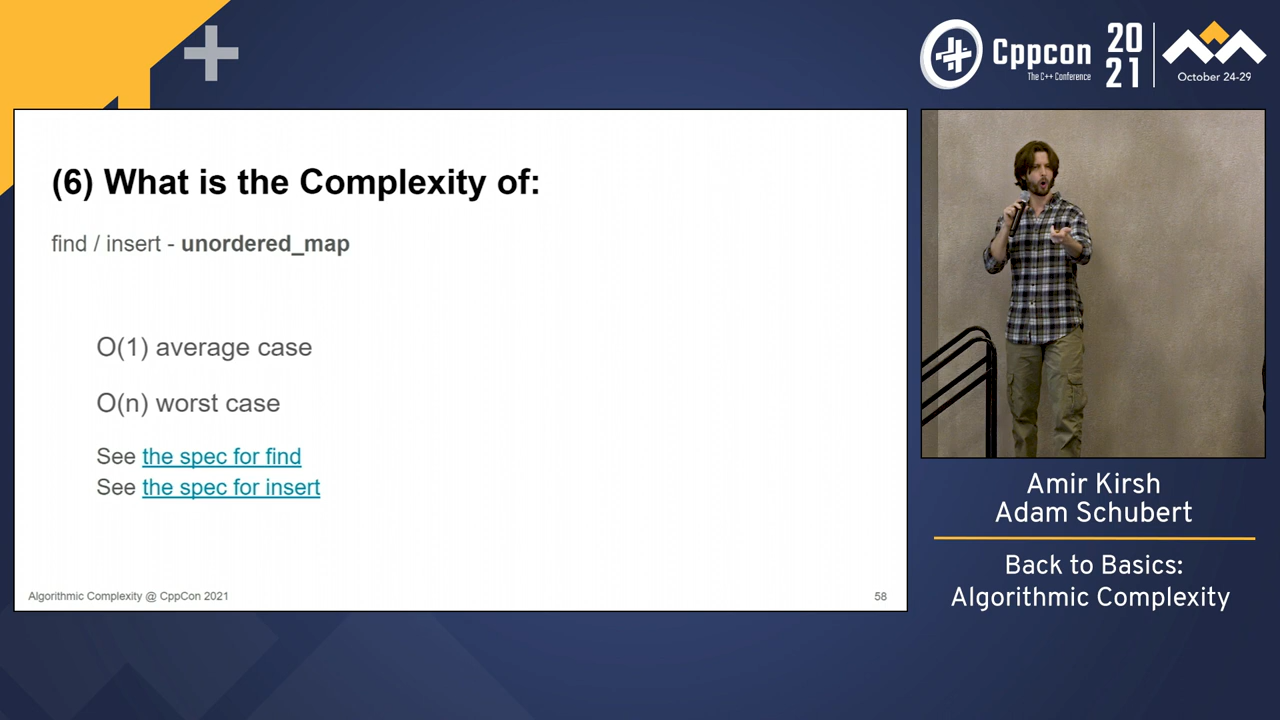 Cppcon
The C++ Conference
20
21
October 24-29
(6) What is the Complexity of:
find / insert - unordered_map
O(1) average case
O(n) worst case
See the spec for find
See the spec for insert
Algorithmic Complexity @ CppCon 2021
58
Amir Kirsh
Adam Schubert
Back to Basics:
Algorithmic Complexity